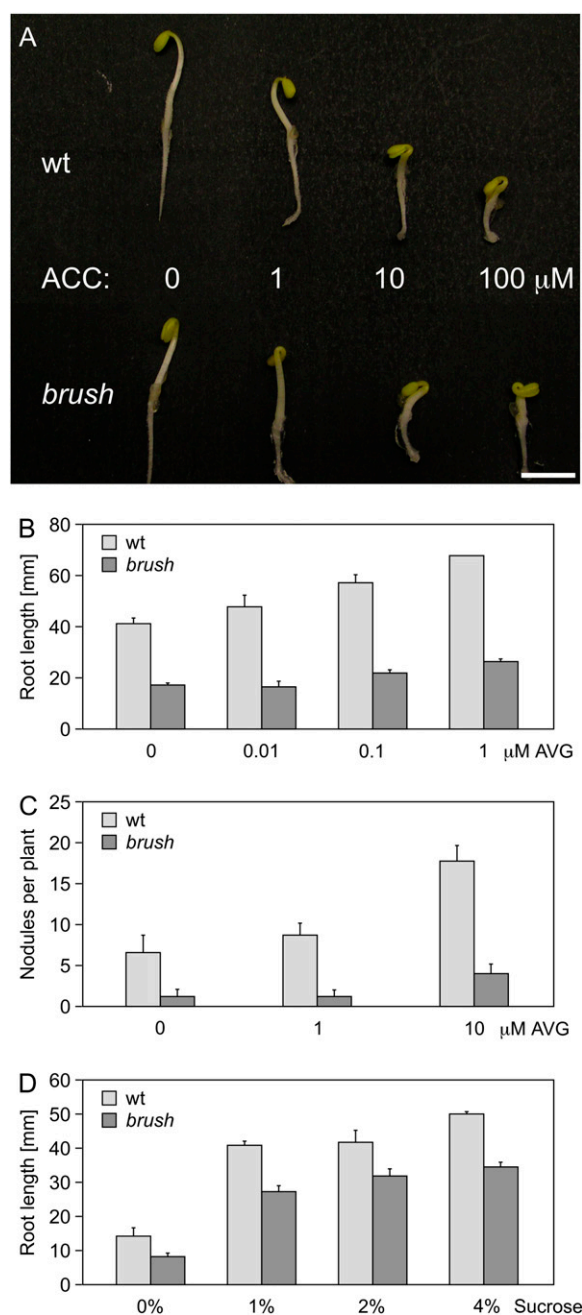 A
wt
ACC: 0 1 10 100 μM
brush
B
wt
brush
Root length [mm]
80
60
40
20
0
0 0.01 0.1 1 μM AVG
C
wt
brush
Nodules per plant
25
20
15
10
5
0
0 1 10 μM AVG
D
wt
brush
Root length [mm]
60
50
40
30
20
10
0
0% 1% 2% 4% Sucrose